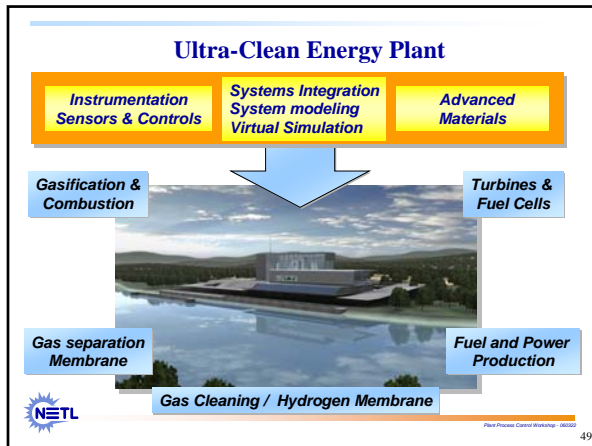 Ultra-Clean Energy Plant
Instrumentation
Sensors & Controls
Systems Integration
System modeling
Virtual Simulation
Advanced
Materials
Gasification &
Combustion
Turbines &
Fuel Cells
Gas separation
Membrane
Fuel and Power
Production
Gas Cleaning / Hydrogen Membrane
NETL
Plant Process Control Workshop - 060322
49